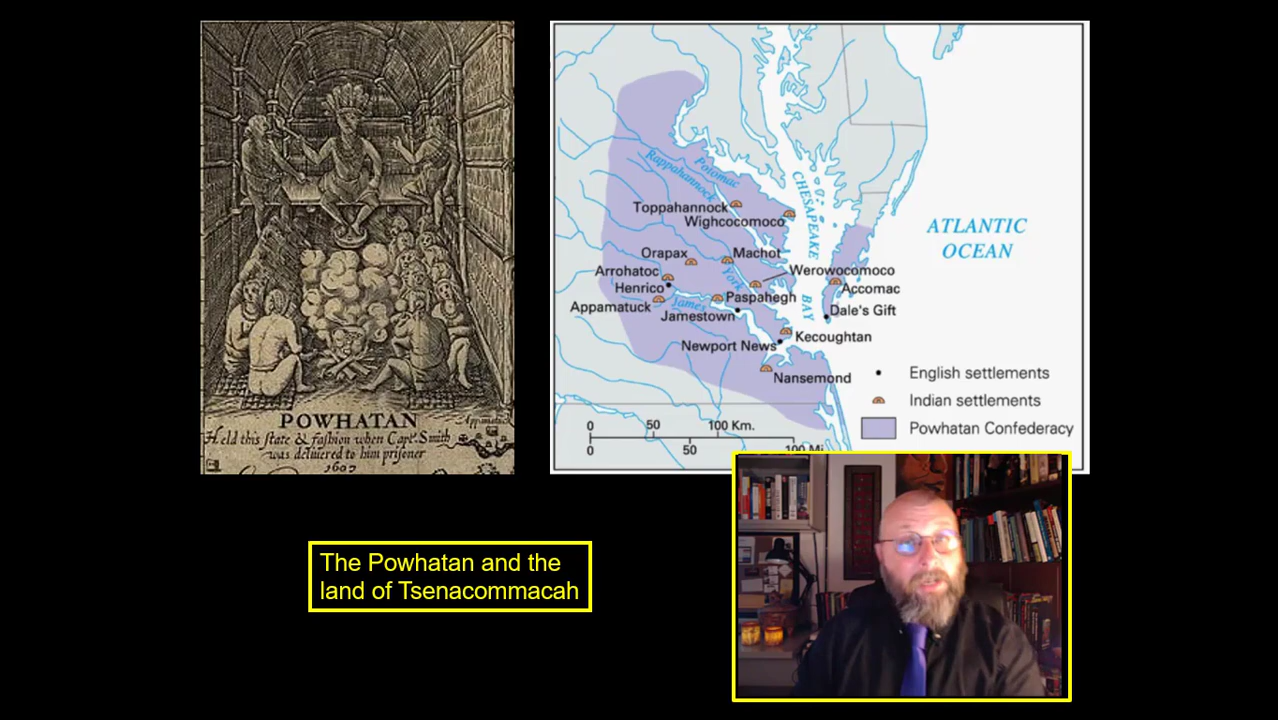 POWHATAN
Held this state & fashion when Capt. Smith
was deliuered to him prisoner
1607
Potomac
Rappahannock
CHESAPEAKE
BAY
York
James
Toppahannock
Wighcocomoco
Orapax
Machot
Arrohatoc
Werowocomoco
Henrico
Accomac
Appamatuck
Paspahegh
Jamestown
Dale's Gift
Newport News
Kecoughtan
Nansemond
ATLANTIC
OCEAN
English settlements
Indian settlements
Powhatan Confederacy
0 50 100 Km.
0 50 100 Mi
The Powhatan and the
land of Tsenacommacah